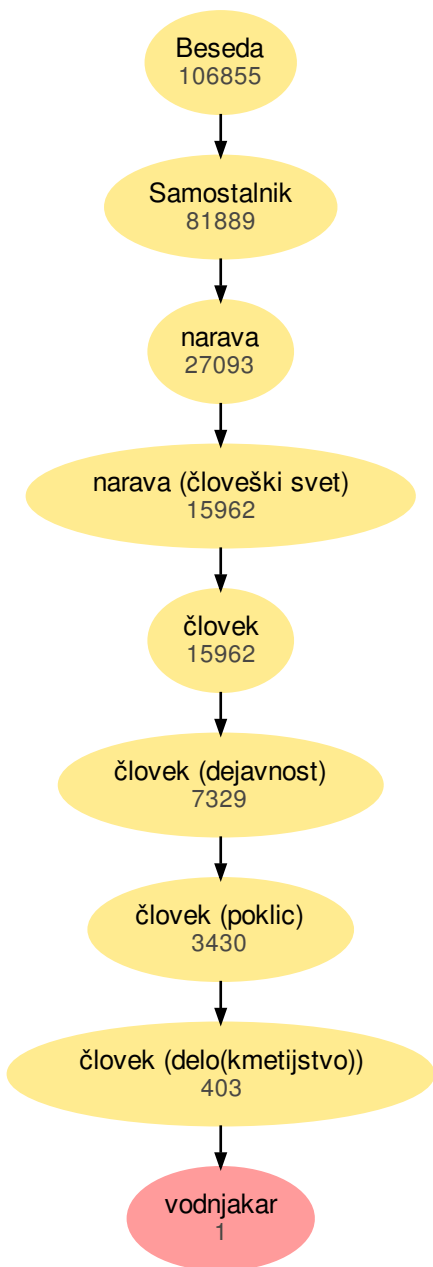 Beseda
106855
Samostalnik
81889
narava
27093
narava (človeški svet)
15962
človek
15962
človek (dejavnost)
7329
človek (poklic)
3430
človek (delo(kmetijstvo))
403
vodnjakar
1